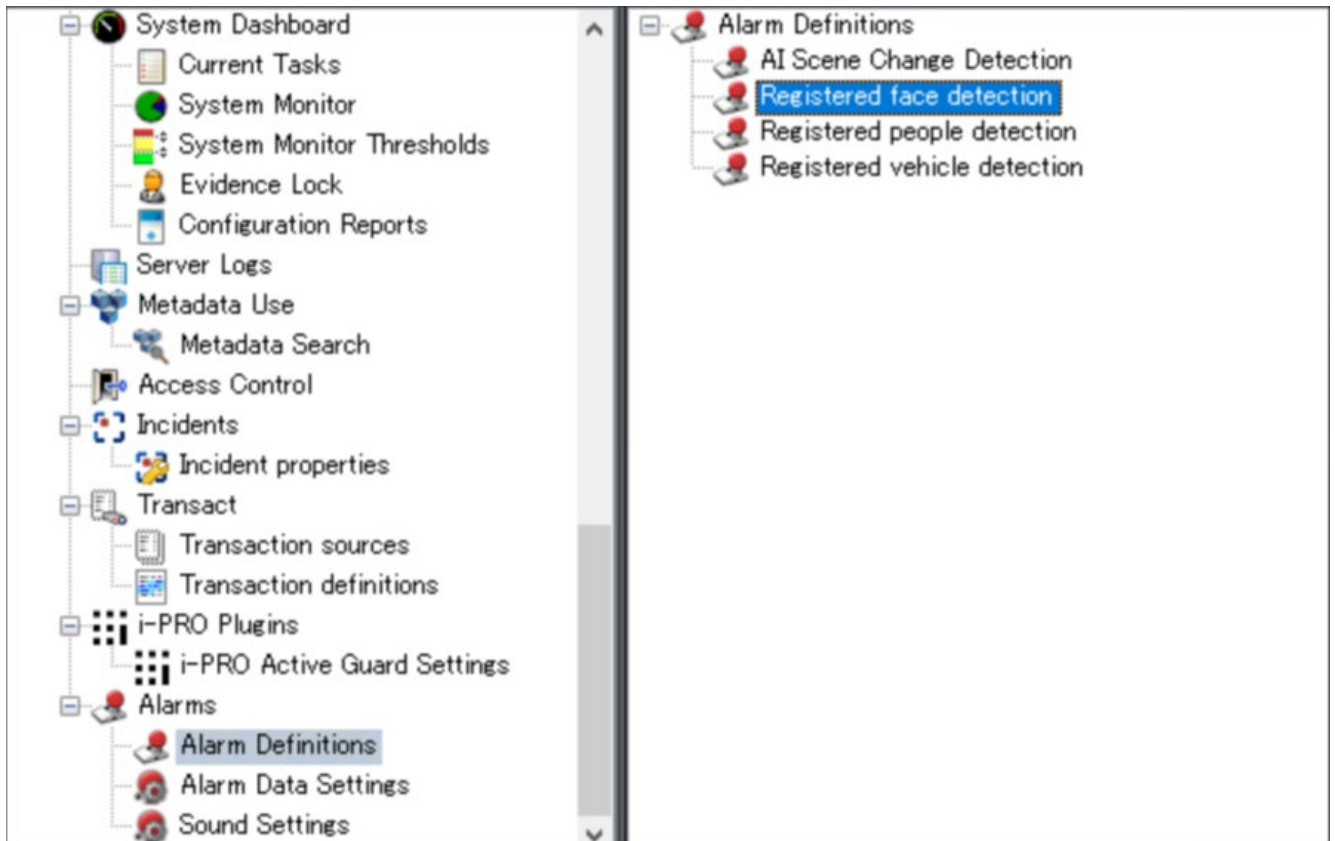 System Dashboard
Current Tasks
System Monitor
System Monitor Thresholds
Evidence Lock
Configuration Reports
Server Logs
Metadata Use
Metadata Search
Access Control
Incidents
Incident properties
Transact
Transaction sources
Transaction definitions
i-PRO Plugins
i-PRO Active Guard Settings
Alarms
Alarm Definitions
Alarm Data Settings
Sound Settings
Alarm Definitions
AI Scene Change Detection
Registered face detection
Registered people detection
Registered vehicle detection